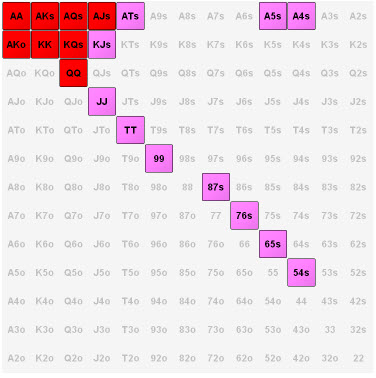 AA AKs AQs AJs ATs A9s A8s A7s A6s A5s A4s A3s A2s
AKo KK KQs KJs KTs K9s K8s K7s K6s K5s K4s K3s K2s
AQo KQo QQ QJs QTs Q9s Q8s Q7s Q6s Q5s Q4s Q3s Q2s
AJo KJo QJo JJ JTs J9s J8s J7s J6s J5s J4s J3s J2s
ATo KTo QTo JTo TT T9s T8s T7s T6s T5s T4s T3s T2s
A9o K9o Q9o J9o T9o 99 98s 97s 96s 95s 94s 93s 92s
A8o K8o Q8o J8o T8o 98o 88 87s 86s 85s 84s 83s 82s
A7o K7o Q7o J7o T7o 97o 87o 77 76s 75s 74s 73s 72s
A6o K6o Q6o J6o T6o 96o 86o 76o 66 65s 64s 63s 62s
A5o K5o Q5o J5o T5o 95o 85o 75o 65o 55 54s 53s 52s
A4o K4o Q4o J4o T4o 94o 84o 74o 64o 54o 44 43s 42s
A3o K3o Q3o J3o T3o 93o 83o 73o 63o 53o 43o 33 32s
A2o K2o Q2o J2o T2o 92o 82o 72o 62o 52o 42o 32o 22